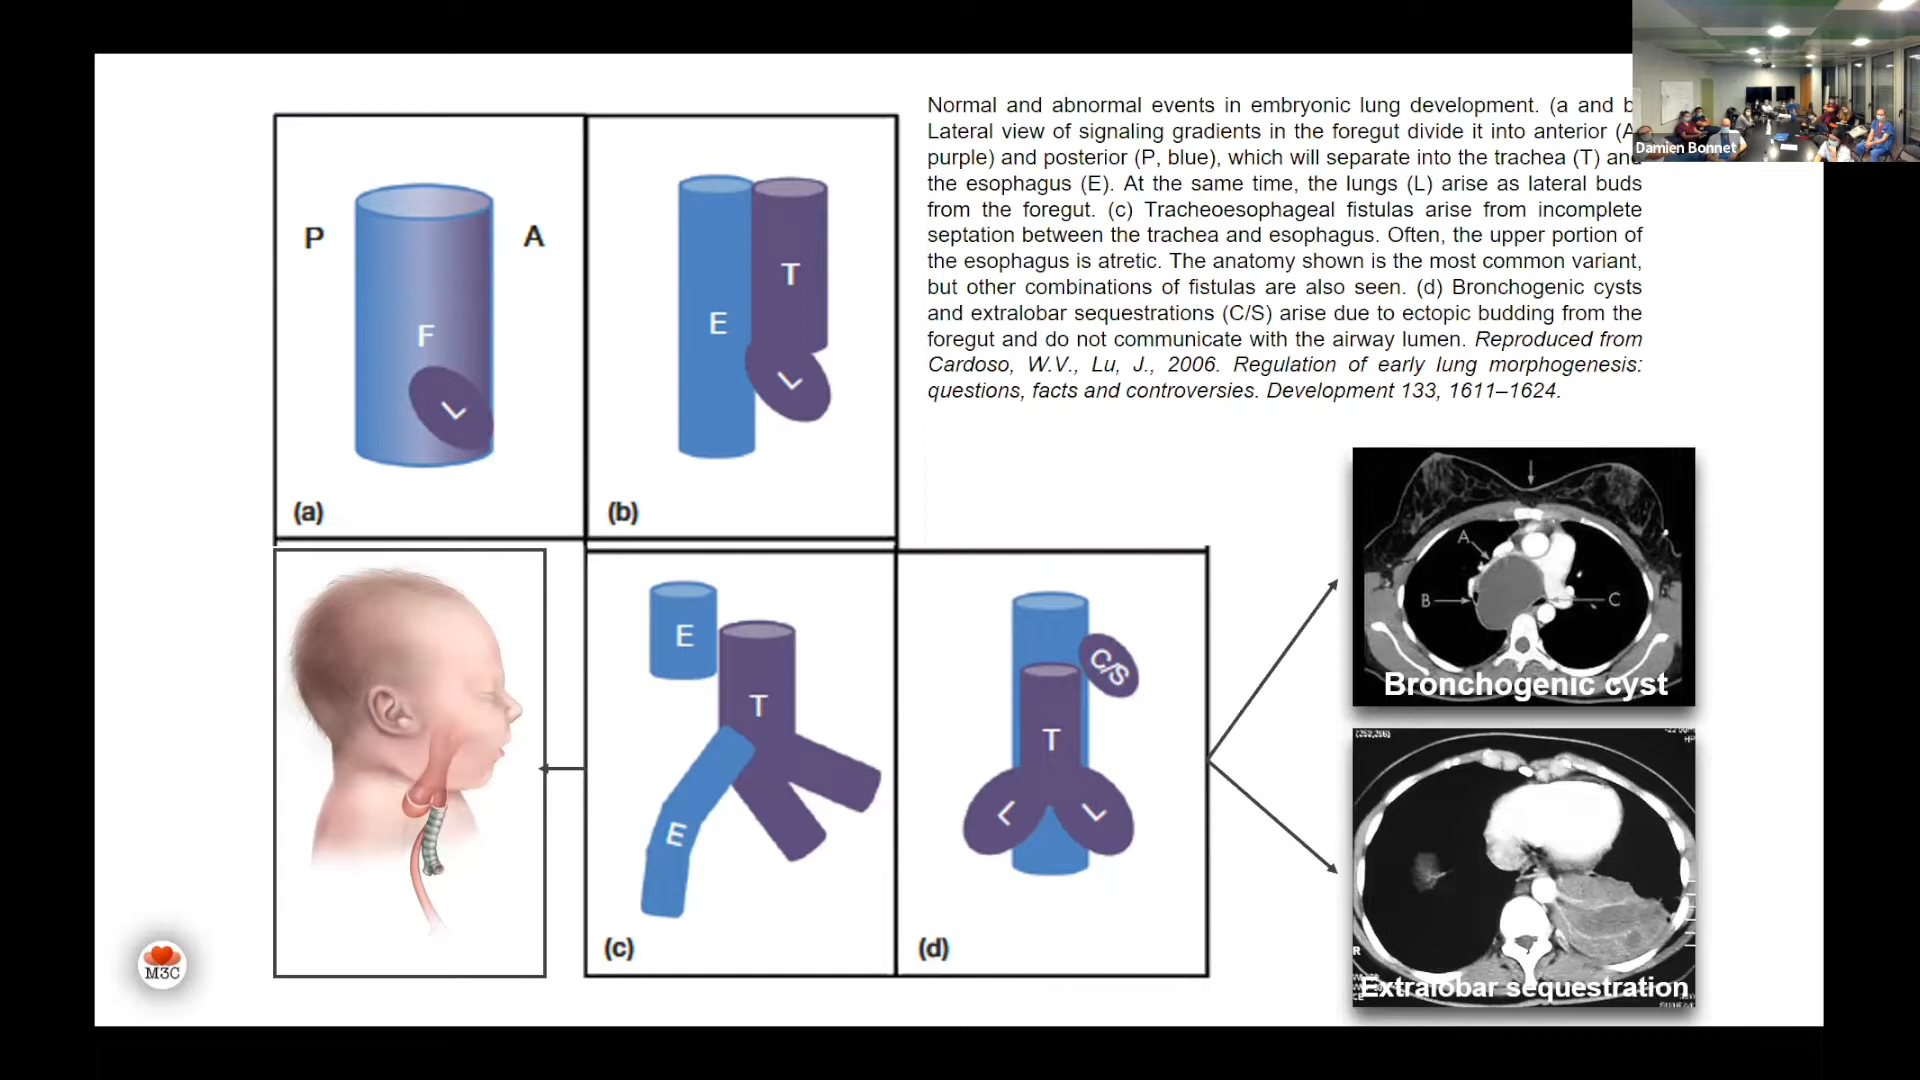 Normal and abnormal events in embryonic lung development. (a and b
Lateral view of signaling gradients in the foregut divide it into anterior (A,
purple) and posterior (P, blue), which will separate into the trachea (T) and
the esophagus (E). At the same time, the lungs (L) arise as lateral buds
from the foregut. (c) Tracheoesophageal fistulas arise from incomplete
septation between the trachea and esophagus. Often, the upper portion of
the esophagus is atretic. The anatomy shown is the most common variant,
but other combinations of fistulas are also seen. (d) Bronchogenic cysts
and extralobar sequestrations (C/S) arise due to ectopic budding from the
foregut and do not communicate with the airway lumen. Reproduced from
Cardoso, W.V., Lu, J., 2006. Regulation of early lung morphogenesis:
questions, facts and controversies. Development 133, 1611–1624.
Damien Bonnet
P
A
F
L
(a)
E
T
L
(b)
E
T
E
(c)
C/S
T
L
L
(d)
A
B
C
Bronchogenic cyst
R
Extralobar sequestration
M3C